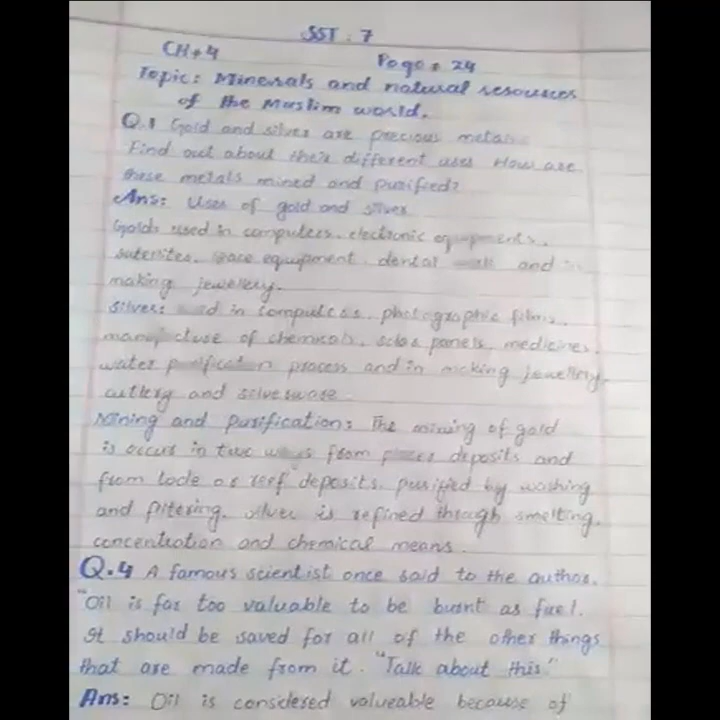 SST. 7
CH# 4 Page # 24
Topic: Minerals and natural resources
of the Muslim world.
Q.1 Gold and silver are precious metals
Find out about their different uses How are
these metals mined and purified?
Ans: Uses of gold and silver
Gold: used in computers, electronic equipments,
satenites, space equipment, dental work and in
making jewellery.
Silver: used in computers, photographic films,
manufacture of chemicals, solar panels, medicines,
water purification process and in making jewellery,
cutlery and silverware.
Mining and purification: The mining of gold
is occur in two ways from placer deposits and
from lode or reef deposits, purified by washing
and filtering. Silver is refined through smelting,
concentration and chemical means.
Q.4 A famous scientist once said to the author.
"Oil is far too valuable to be burnt as fuel.
It should be saved for all of the other things
that are made from it. "Talk about this"
Ans: Oil is considered valueable because of